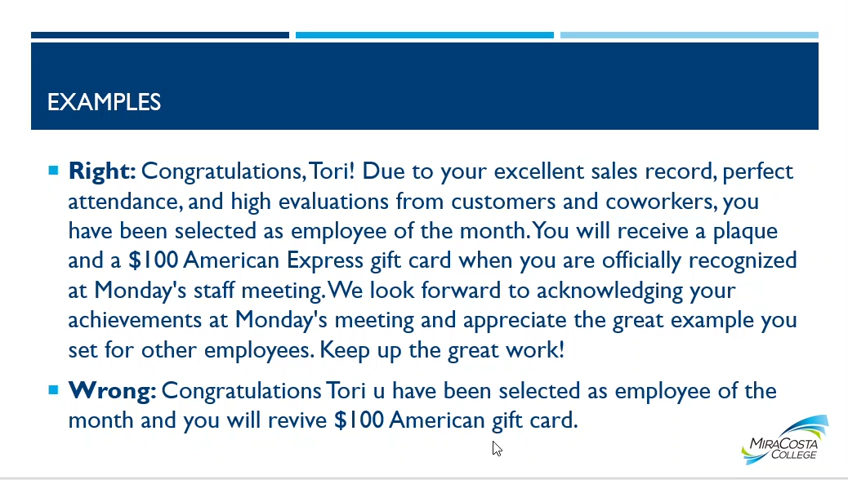 EXAMPLES
Right: Congratulations, Tori! Due to your excellent sales record, perfect
attendance, and high evaluations from customers and coworkers, you
have been selected as employee of the month. You will receive a plaque
and a $100 American Express gift card when you are officially recognized
at Monday's staff meeting. We look forward to acknowledging your
achievements at Monday's meeting and appreciate the great example you
set for other employees. Keep up the great work!
Wrong: Congratulations Tori u have been selected as employee of the
month and you will revive $100 American gift card.
MIRACOSTA
COLLEGE